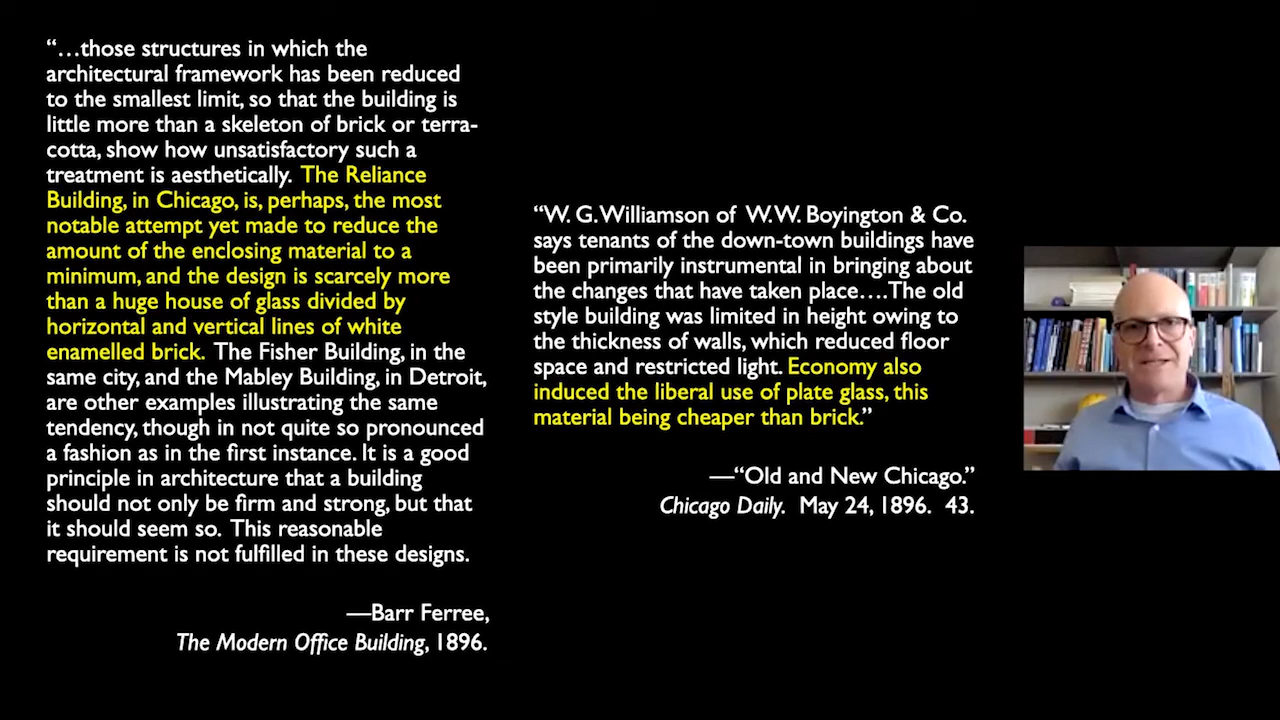 “…those structures in which the
architectural framework has been reduced
to the smallest limit, so that the building is
little more than a skeleton of brick or terra-
cotta, show how unsatisfactory such a
treatment is aesthetically. The Reliance
Building, in Chicago, is, perhaps, the most
notable attempt yet made to reduce the
amount of the enclosing material to a
minimum, and the design is scarcely more
than a huge house of glass divided by
horizontal and vertical lines of white
enamelled brick. The Fisher Building, in the
same city, and the Mabley Building, in Detroit,
are other examples illustrating the same
tendency, though in not quite so pronounced
a fashion as in the first instance. It is a good
principle in architecture that a building
should not only be firm and strong, but that
it should seem so. This reasonable
requirement is not fulfilled in these designs.
—Barr Ferree,
The Modern Office Building, 1896.
“W. G. Williamson of W.W. Boyington & Co.
says tenants of the down-town buildings have
been primarily instrumental in bringing about
the changes that have taken place….The old
style building was limited in height owing to
the thickness of walls, which reduced floor
space and restricted light. Economy also
induced the liberal use of plate glass, this
material being cheaper than brick.”
—“Old and New Chicago.”
Chicago Daily. May 24, 1896. 43.